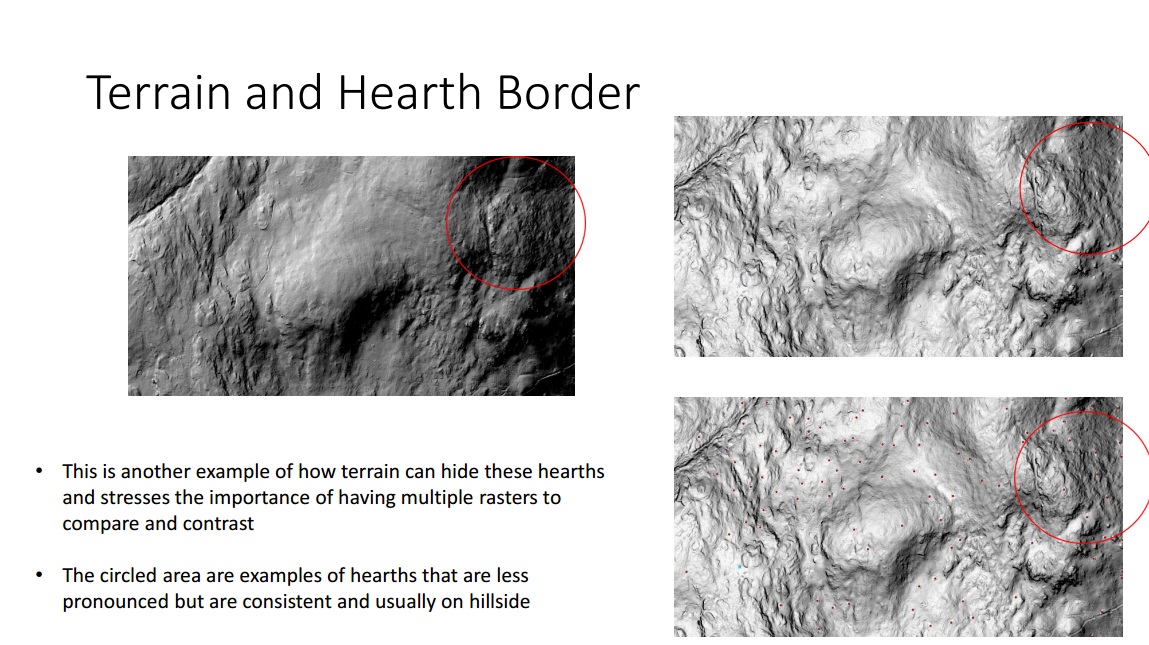 Terrain and Hearth Border
• This is another example of how terrain can hide these hearths
and stresses the importance of having multiple rasters to
compare and contrast
• The circled area are examples of hearths that are less
pronounced but are consistent and usually on hillside